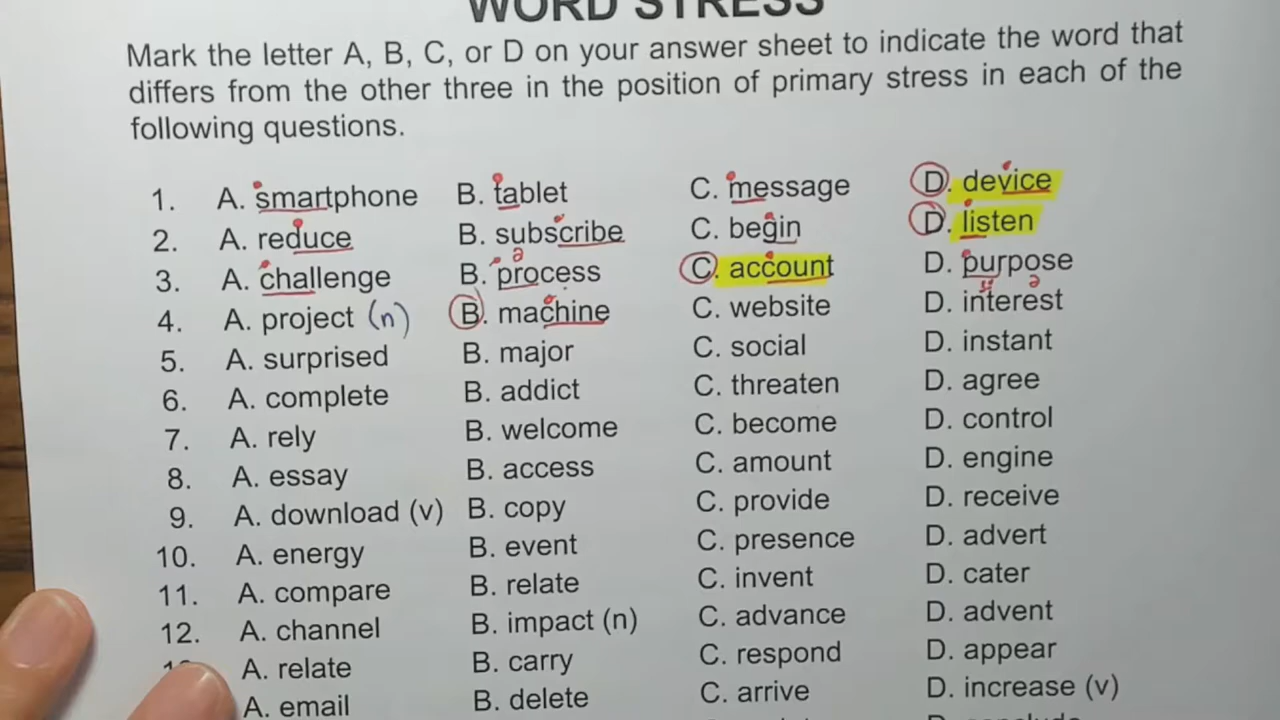 WORD STRESS
Mark the letter A, B, C, or D on your answer sheet to indicate the word that
differs from the other three in the position of primary stress in each of the
following questions.
1. A. smartphone B. tablet C. message D. device
2. A. reduce B. subscribe C. begin D. listen
3. A. challenge B. process C. account D. purpose
4. A. project (n) B. machine C. website D. interest
5. A. surprised B. major C. social D. instant
6. A. complete B. addict C. threaten D. agree
7. A. rely B. welcome C. become D. control
8. A. essay B. access C. amount D. engine
9. A. download (v) B. copy C. provide D. receive
10. A. energy B. event C. presence D. advert
11. A. compare B. relate C. invent D. cater
12. A. channel B. impact (n) C. advance D. advent
A. relate B. carry C. respond D. appear
A. email B. delete C. arrive D. increase (v)